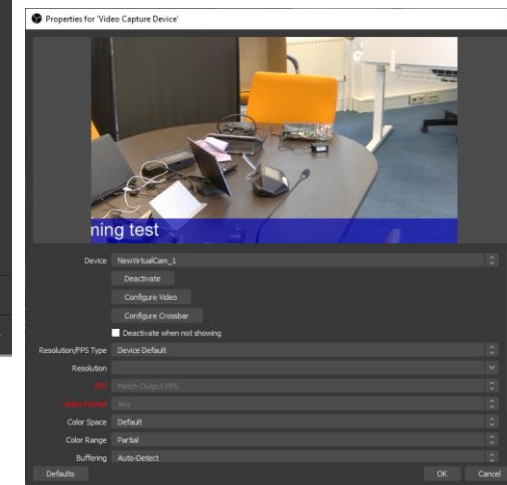 Properties for 'Video Capture Device'
ming test
Device NewVirtualCam_1
Deactivate
Configure Video
Configure Crossbar
Deactivate when not showing
Resolution/FPS Type Device Default
Resolution
FPS Match Output FPS
Video Format Any
Color Space Default
Color Range Partial
Buffering Auto-Detect
Defaults OK Cancel